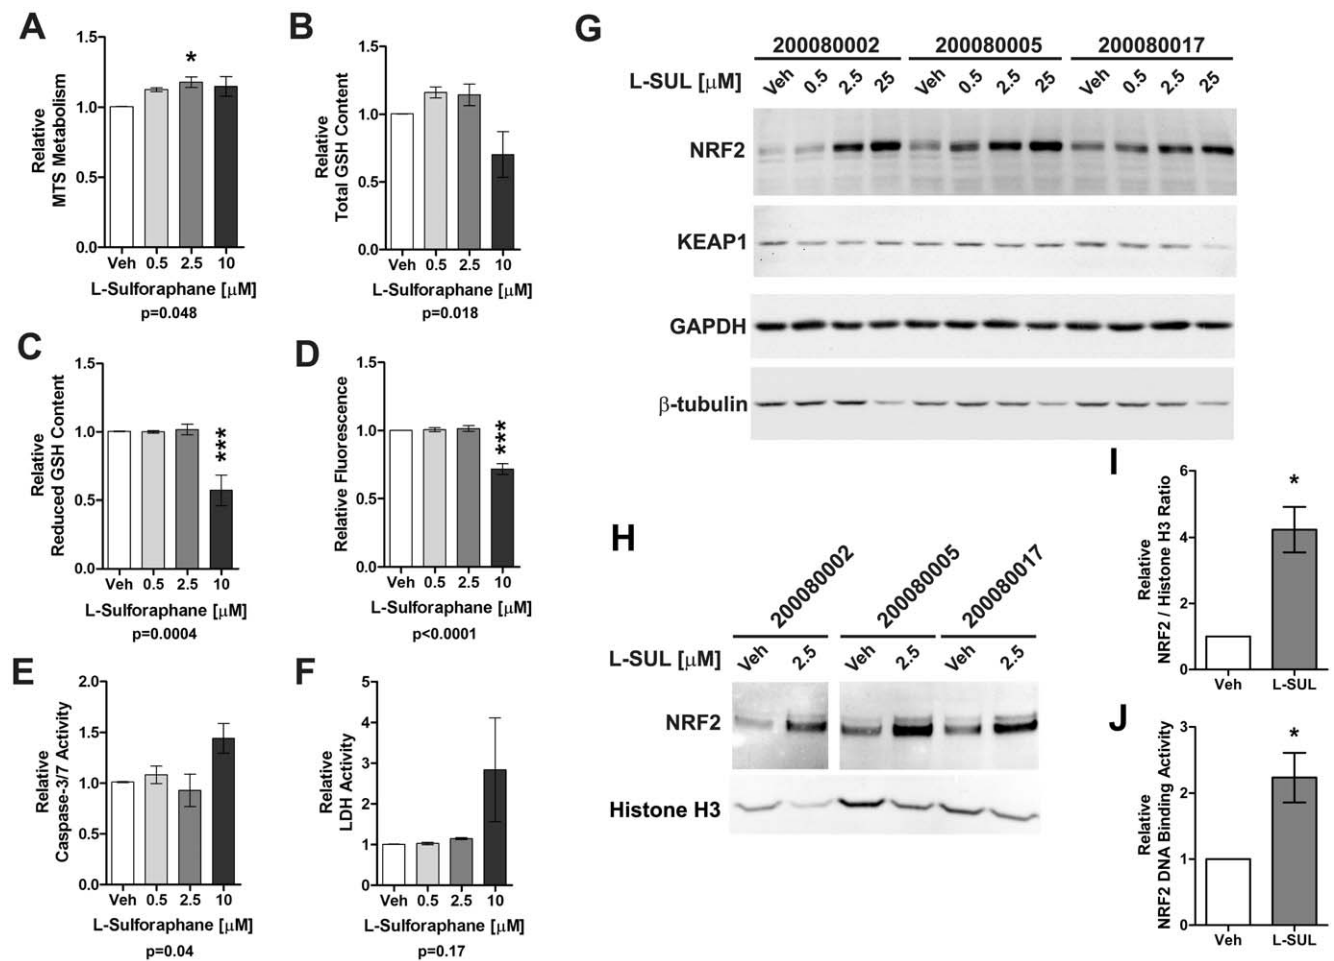 A
Relative
MTS Metabolism
1.5
1.0
0.5
0.0
*
Veh 0.5 2.5 10
L-Sulforaphane [μM]
p=0.048
B
Relative
Total GSH Content
1.5
1.0
0.5
0.0
Veh 0.5 2.5 10
L-Sulforaphane [μM]
p=0.018
C
Relative
Reduced GSH Content
1.5
1.0
0.5
0.0
***
Veh 0.5 2.5 10
L-Sulforaphane [μM]
p=0.0004
D
Relative Fluorescence
1.5
1.0
0.5
0.0
***
Veh 0.5 2.5 10
L-Sulforaphane [μM]
p<0.0001
E
Relative
Caspase-3/7 Activity
2.0
1.5
1.0
0.5
0.0
Veh 0.5 2.5 10
L-Sulforaphane [μM]
p=0.04
F
Relative
LDH Activity
5
4
3
2
1
0
Veh 0.5 2.5 10
L-Sulforaphane [μM]
p=0.17
G
200080002 200080005 200080017
L-SUL [μM] Veh 0.5 2.5 25 Veh 0.5 2.5 25 Veh 0.5 2.5 25
NRF2
KEAP1
GAPDH
β-tubulin
H
200080002 200080005 200080017
L-SUL [μM] Veh 2.5 Veh 2.5 Veh 2.5
NRF2
Histone H3
I
Relative
NRF2 / Histone H3 Ratio
6
4
2
0
*
Veh L-SUL
J
Relative
NRF2 DNA Binding Activity
3
2
1
0
*
Veh L-SUL